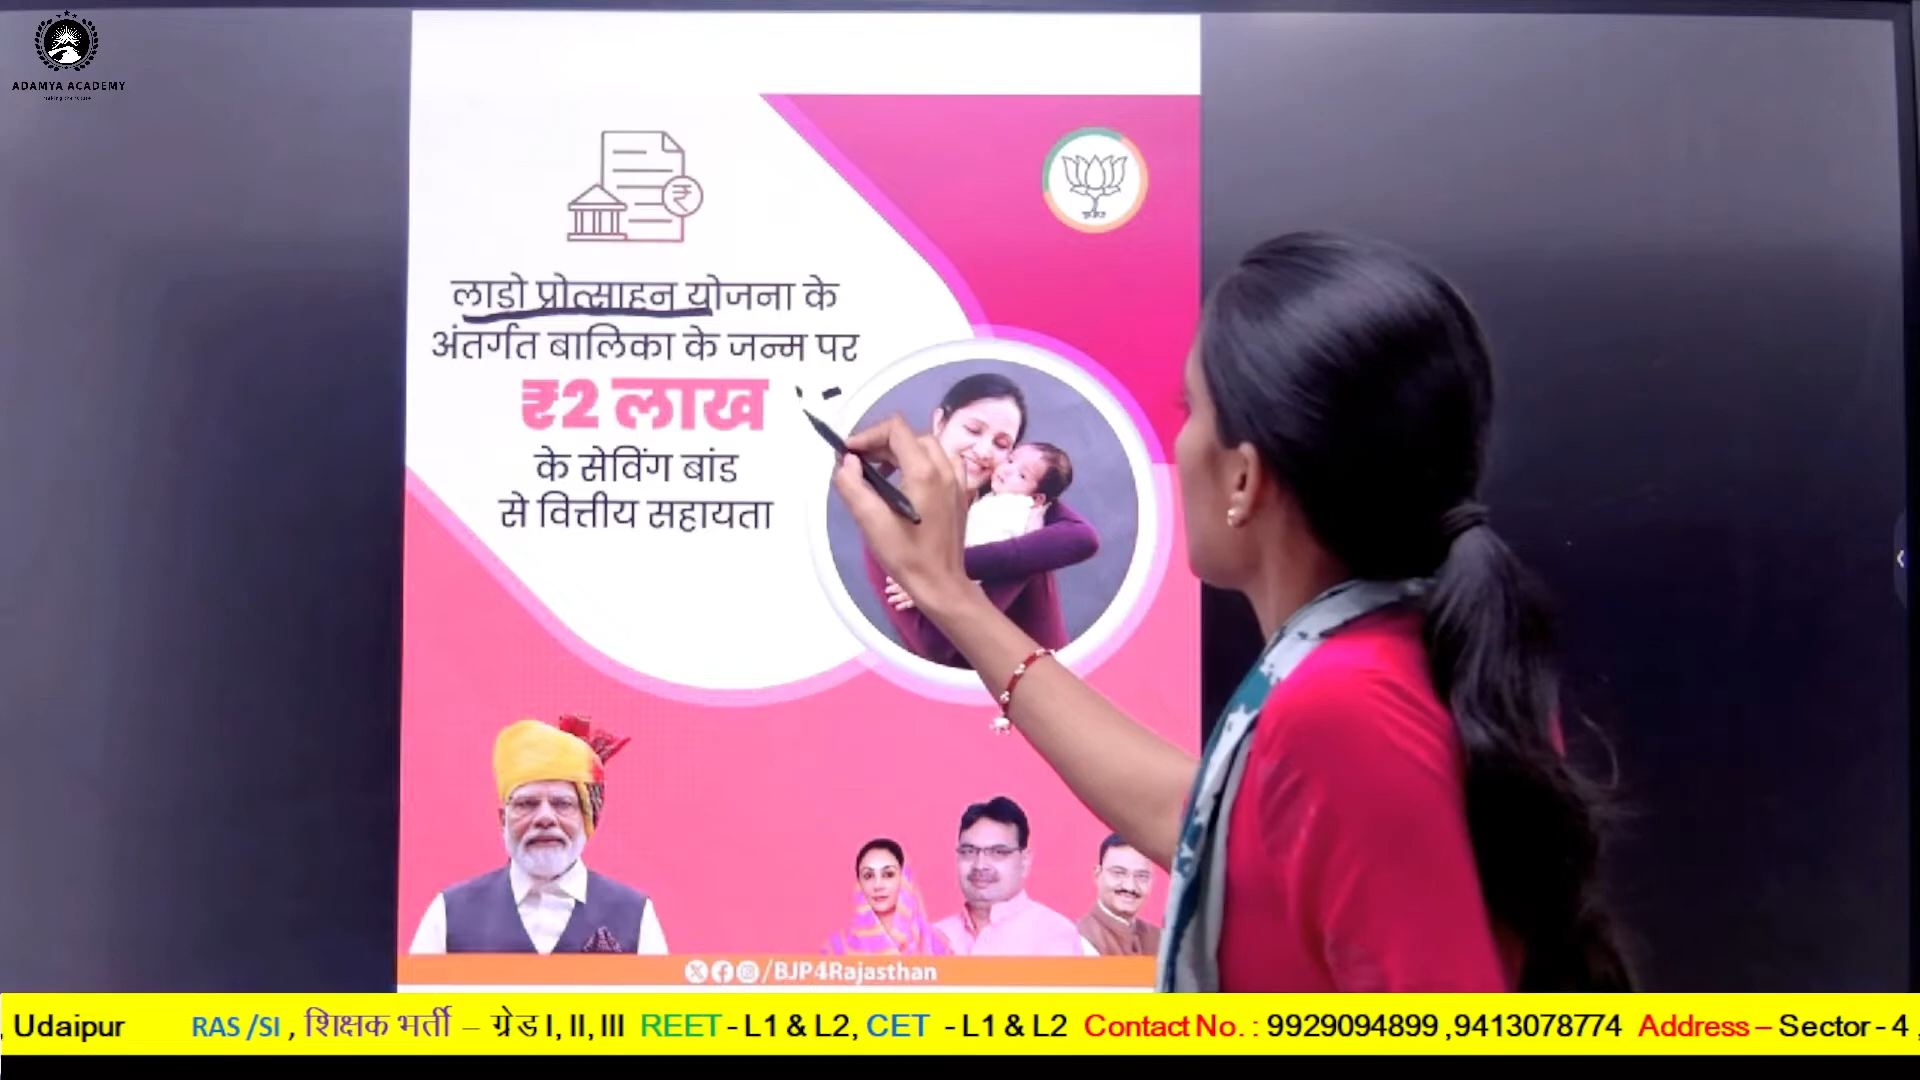 ADAMYA ACADEMY
लाडो प्रोत्साहन योजना के
अंतर्गत बालिका के जन्म पर
₹2 लाख
के सेविंग बांड
से वित्तीय सहायता
/BJP4Rajasthan
, Udaipur RAS /SI , शिक्षक भर्ती – ग्रेड I, II, III REET - L1 & L2, CET - L1 & L2 Contact No. : 9929094899 ,9413078774 Address – Sector - 4 ,